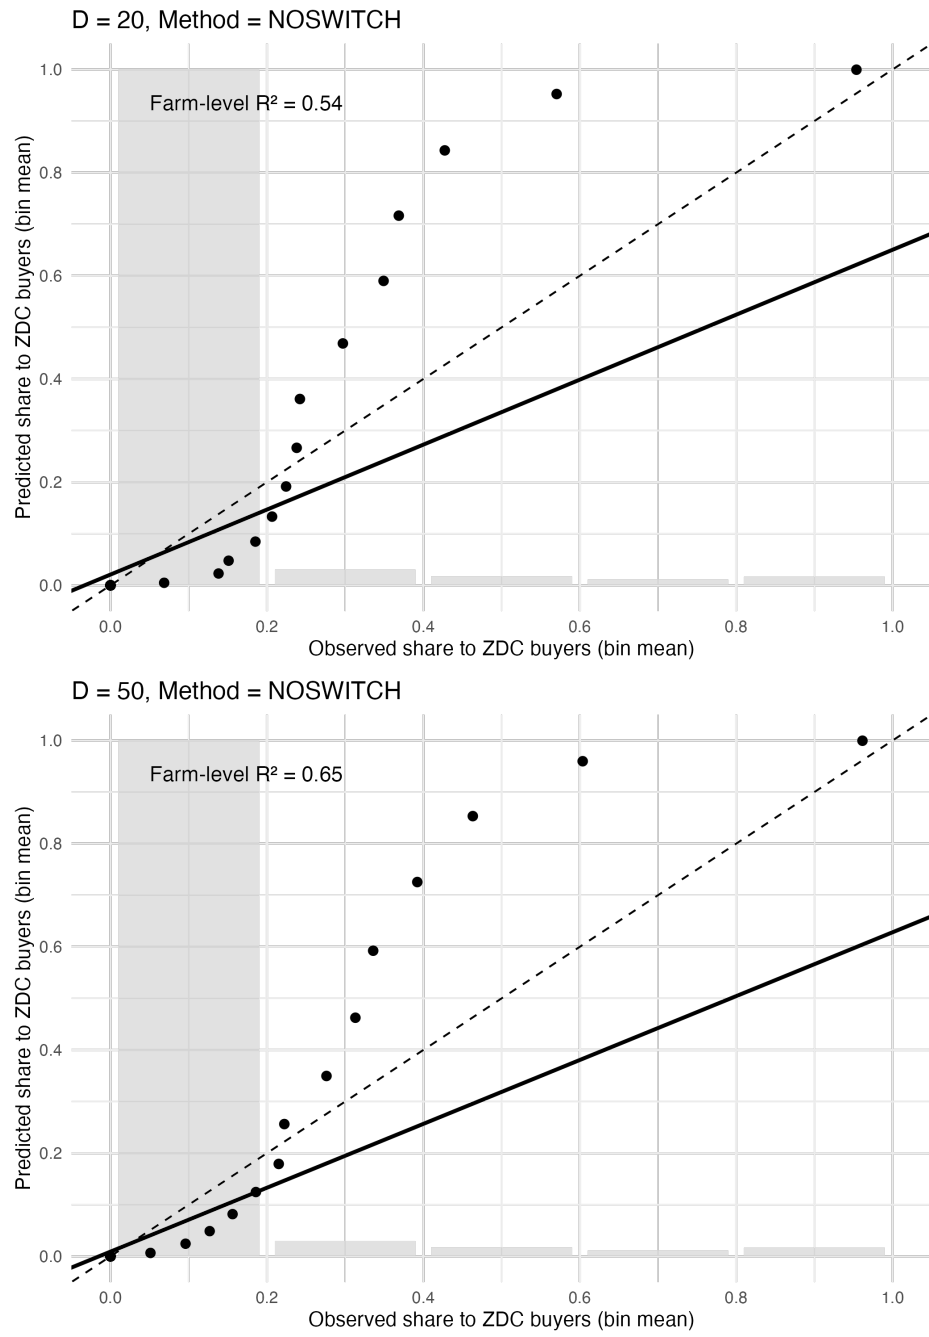 D = 20, Method = NOSWITCH
Predicted share to ZDC buyers (bin mean)
1.0
0.8
0.6
0.4
0.2
0.0
Farm-level R² = 0.54
0.0 0.2 0.4 0.6 0.8 1.0
Observed share to ZDC buyers (bin mean)
D = 50, Method = NOSWITCH
Predicted share to ZDC buyers (bin mean)
1.0
0.8
0.6
0.4
0.2
0.0
Farm-level R² = 0.65
0.0 0.2 0.4 0.6 0.8 1.0
Observed share to ZDC buyers (bin mean)